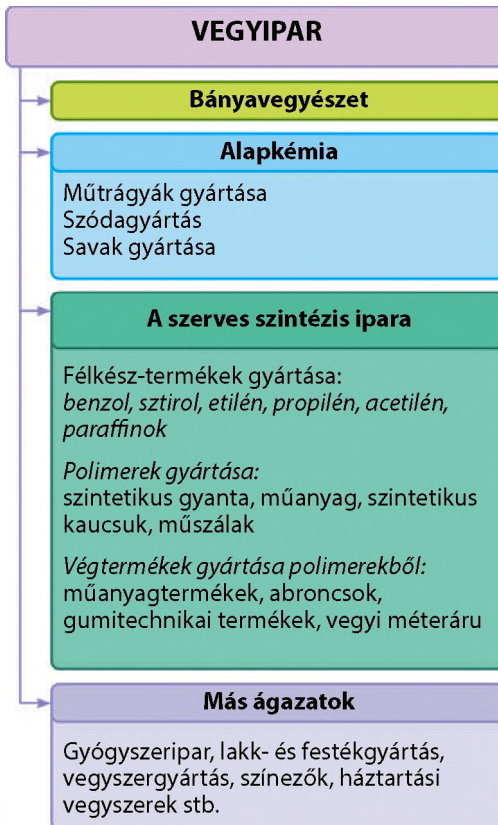 VEGYIPAR
Bányavegyészet
Alapkémia
Műtrágyák gyártása
Szódagyártás
Savak gyártása
A szerves szintézis ipara
Félkész-termékek gyártása:
benzol, sztirol, etilén, propilén, acetilén,
paraffinok
Polimerek gyártása:
szintetikus gyanta, műanyag, szintetikus
kaucsuk, műszálak
Végtermékek gyártása polimerekből:
műanyagtermékek, abroncsok,
gumitechnikai termékek, vegyi méteráru
Más ágazatok
Gyógyszeripar, lakk- és festékgyártás,
vegyszergyártás, színezők, háztartási
vegyszerek stb.